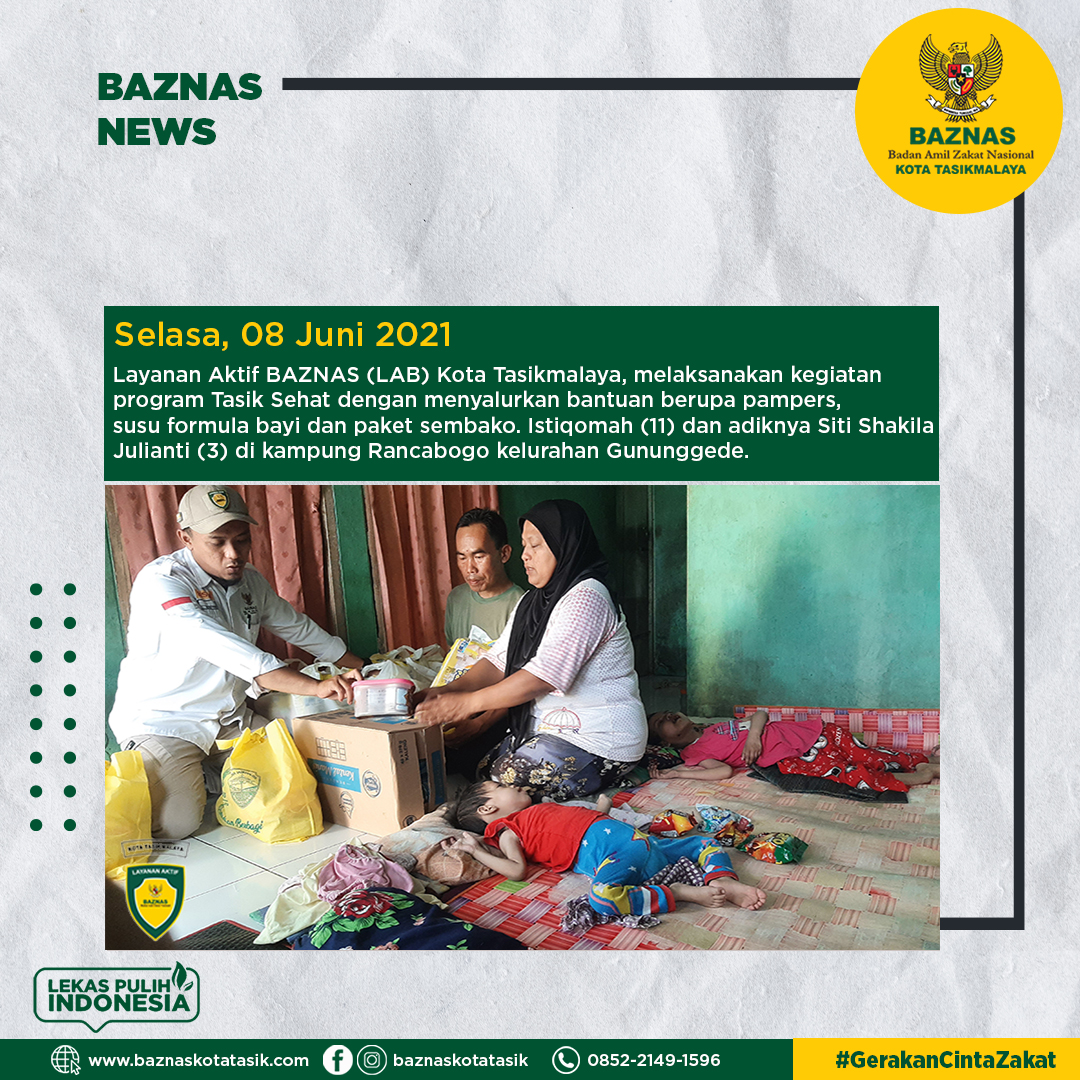 BAZNAS
NEWS
BAZNAS
Badan Amil Zakat Nasional
KOTA TASIKMALAYA
Selasa, 08 Juni 2021
Layanan Aktif BAZNAS (LAB) Kota Tasikmalaya, melaksanakan kegiatan
program Tasik Sehat dengan menyalurkan bantuan berupa pampers,
susu formula bayi dan paket sembako. Istiqomah (11) dan adiknya Siti Shakila
Julianti (3) di kampung Rancabogo kelurahan Gununggede.
KOTA TASIKMALAYA
LAYANAN AKTIF
BAZNAS
LEKAS PULIH
INDONESIA
www.baznaskotatasik.com
baznaskotatasik
0852-2149-1596
#GerakanCintaZakat